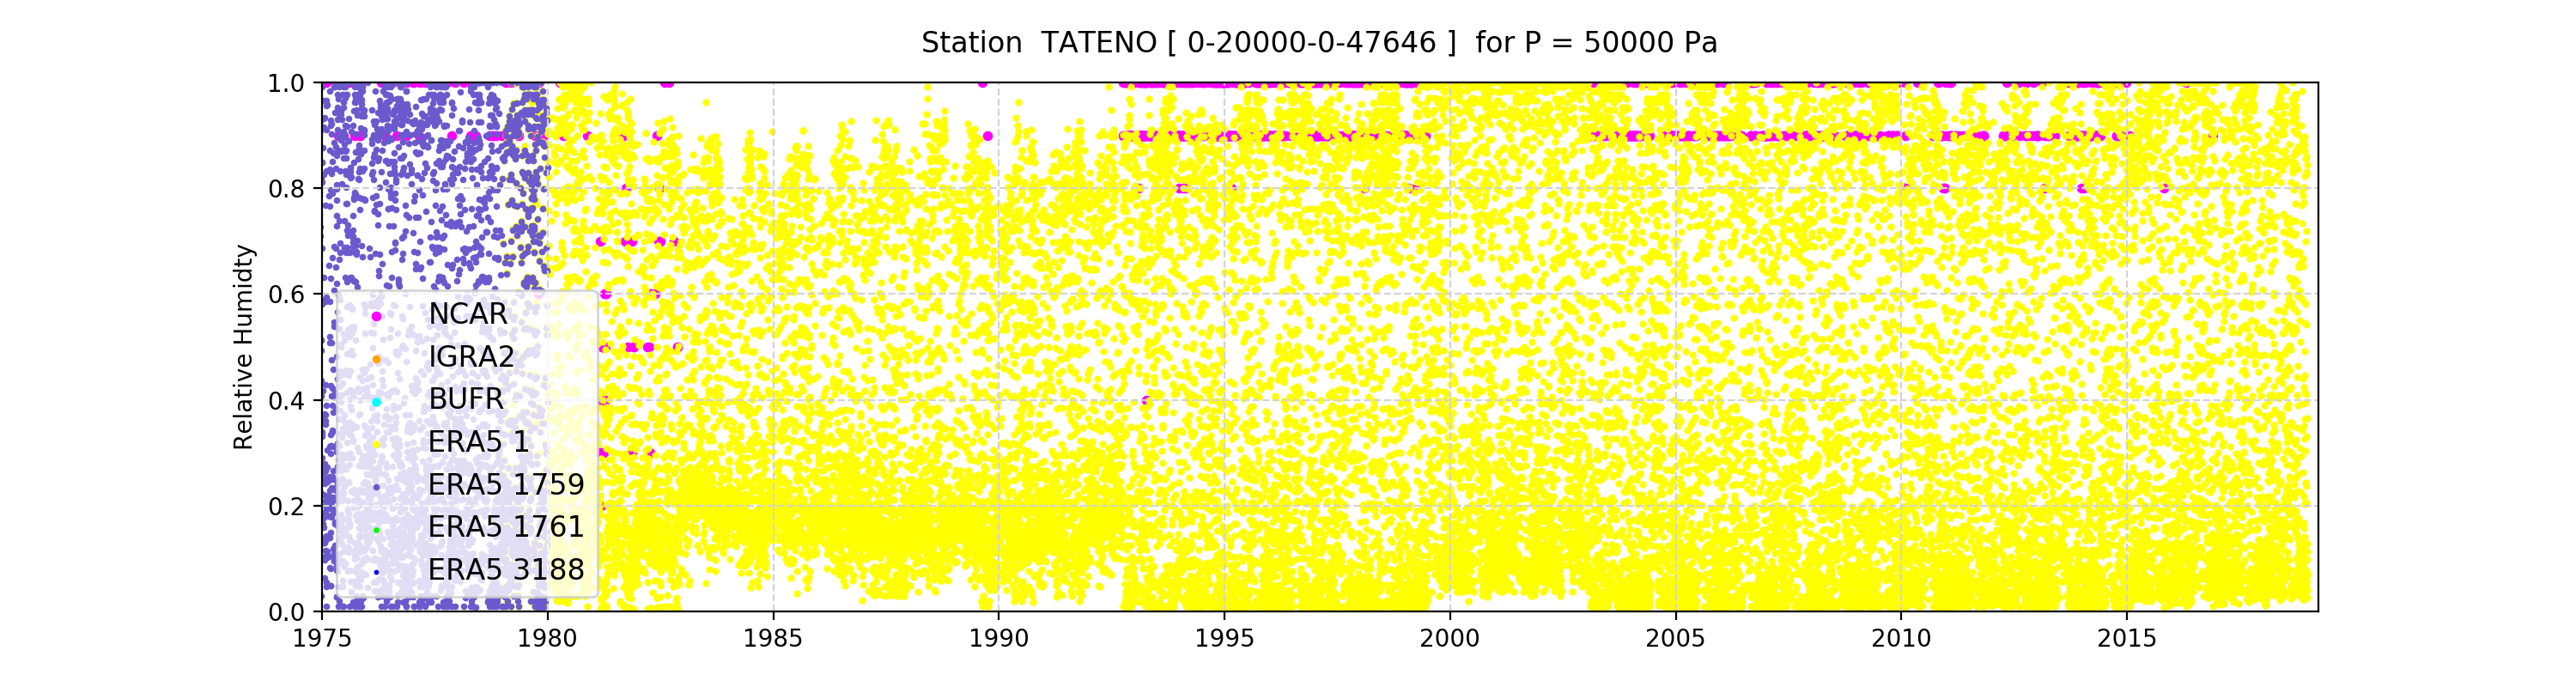 Station  TATENO [ 0-20000-0-47646 ]  for P = 50000 Pa
Relative Humidty
1.0
0.8
0.6
0.4
0.2
0.0
NCAR
IGRA2
BUFR
ERA5 1
ERA5 1759
ERA5 1761
ERA5 3188
1975 1980 1985 1990 1995 2000 2005 2010 2015